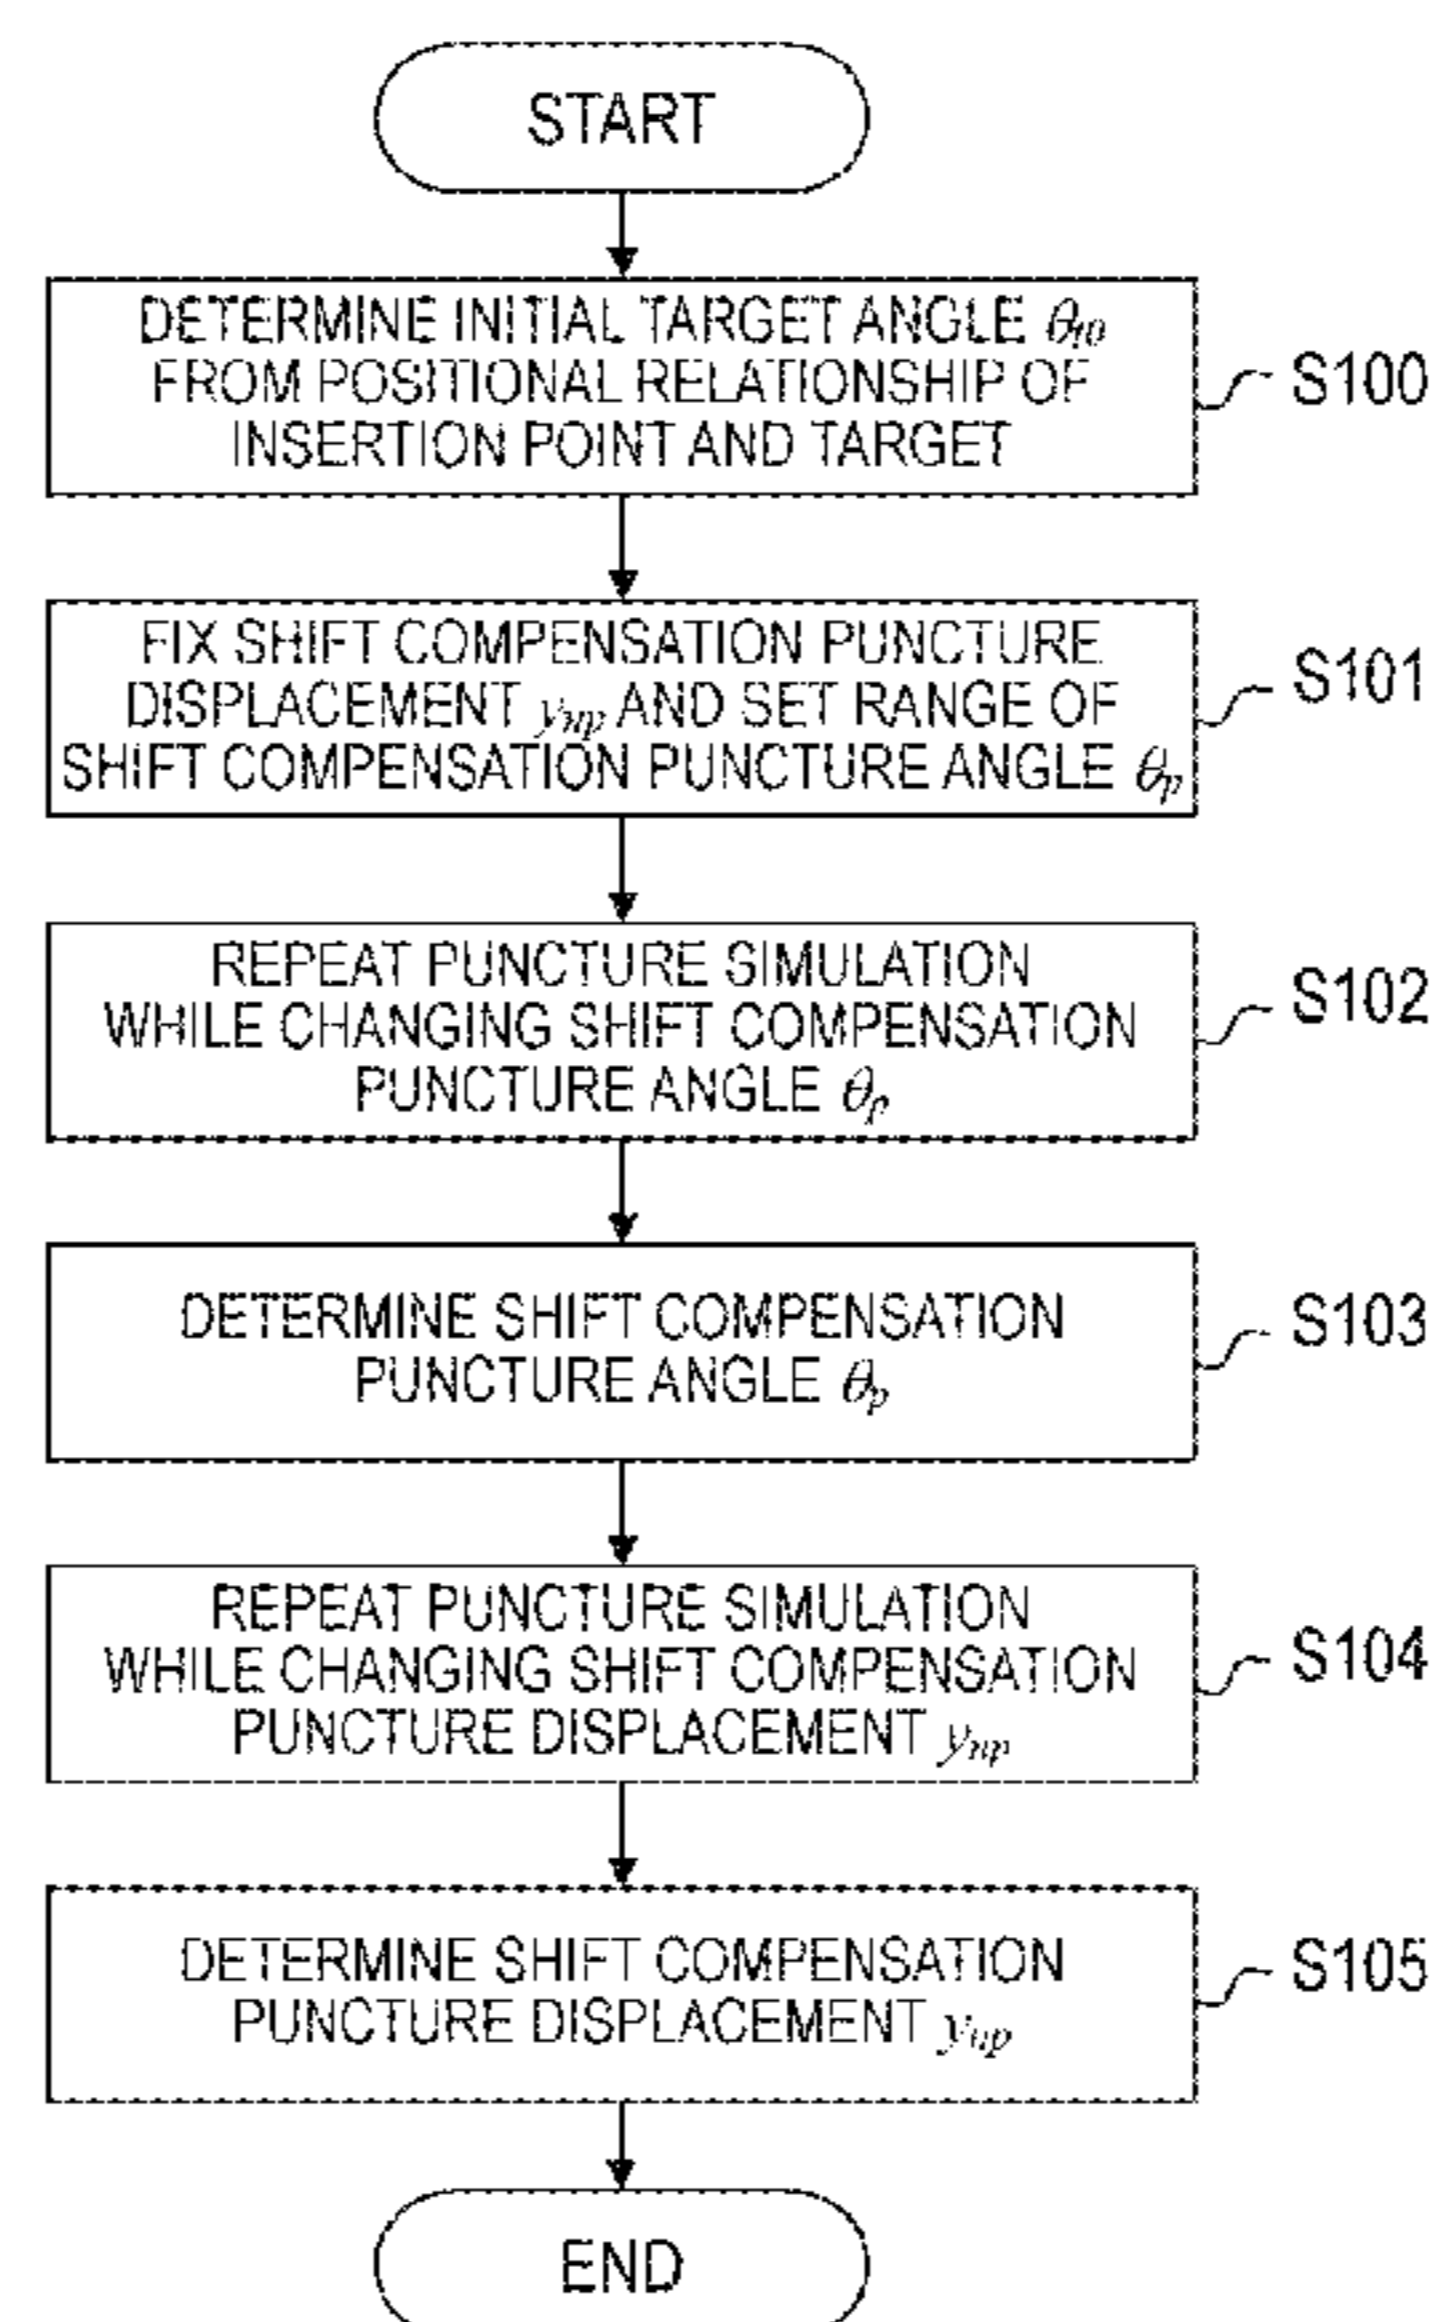 START
DETERMINE INITIAL TARGET ANGLE θt0
FROM POSITIONAL RELATIONSHIP OF
INSERTION POINT AND TARGET
S100
FIX SHIFT COMPENSATION PUNCTURE
DISPLACEMENT ynp AND SET RANGE OF
SHIFT COMPENSATION PUNCTURE ANGLE θp
S101
REPEAT PUNCTURE SIMULATION
WHILE CHANGING SHIFT COMPENSATION
PUNCTURE ANGLE θp
S102
DETERMINE SHIFT COMPENSATION
PUNCTURE ANGLE θp
S103
REPEAT PUNCTURE SIMULATION
WHILE CHANGING SHIFT COMPENSATION
PUNCTURE DISPLACEMENT ynp
S104
DETERMINE SHIFT COMPENSATION
PUNCTURE DISPLACEMENT ynp
S105
END